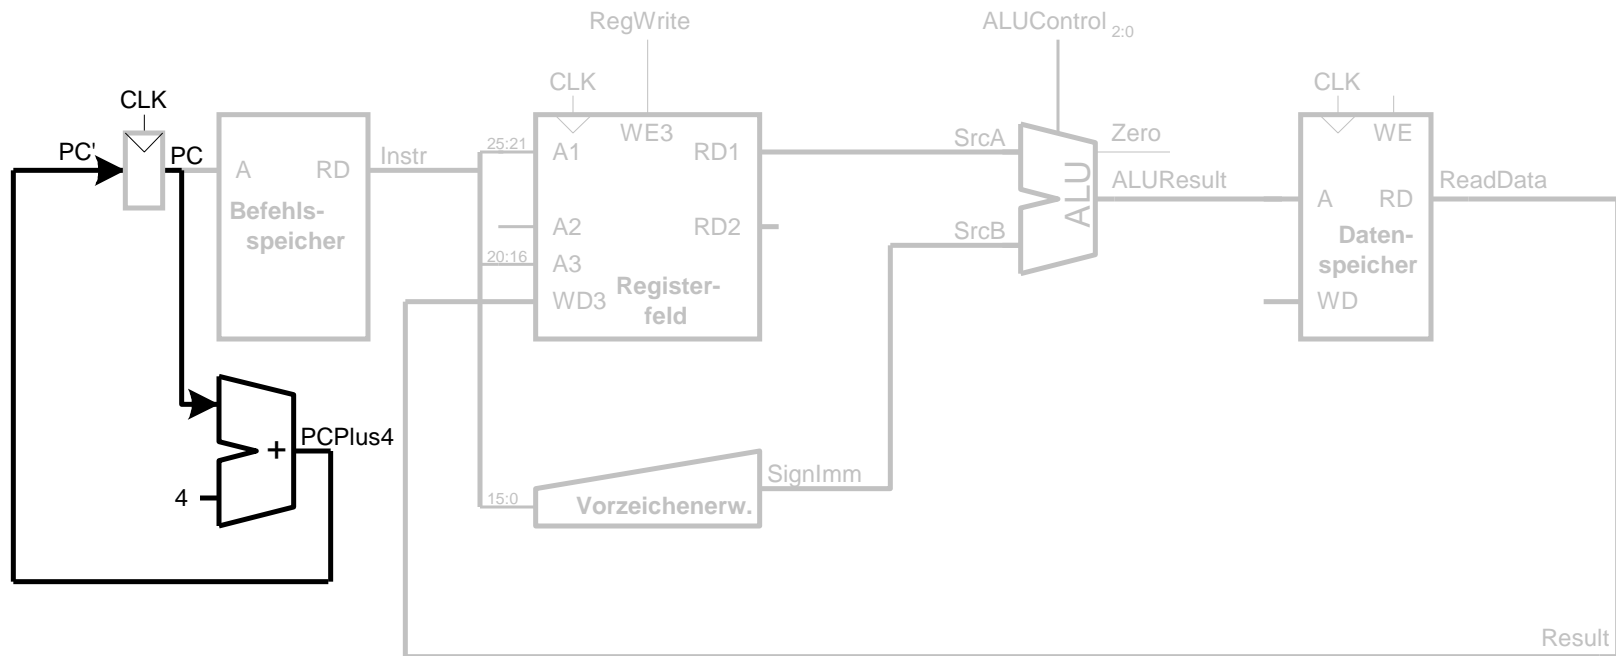 RegWrite
ALUControl 2:0
CLK
CLK
CLK
PC'
PC
A
RD
Instr
Befehls-
speicher
25:21
20:16
WE3
A1
RD1
A2
RD2
A3
WD3
Register-
feld
SrcA
SrcB
ALU
Zero
ALUResult
WE
A
RD
ReadData
Daten-
speicher
WD
+
PCPlus4
4
15:0
Vorzeichenerw.
SignImm
Result